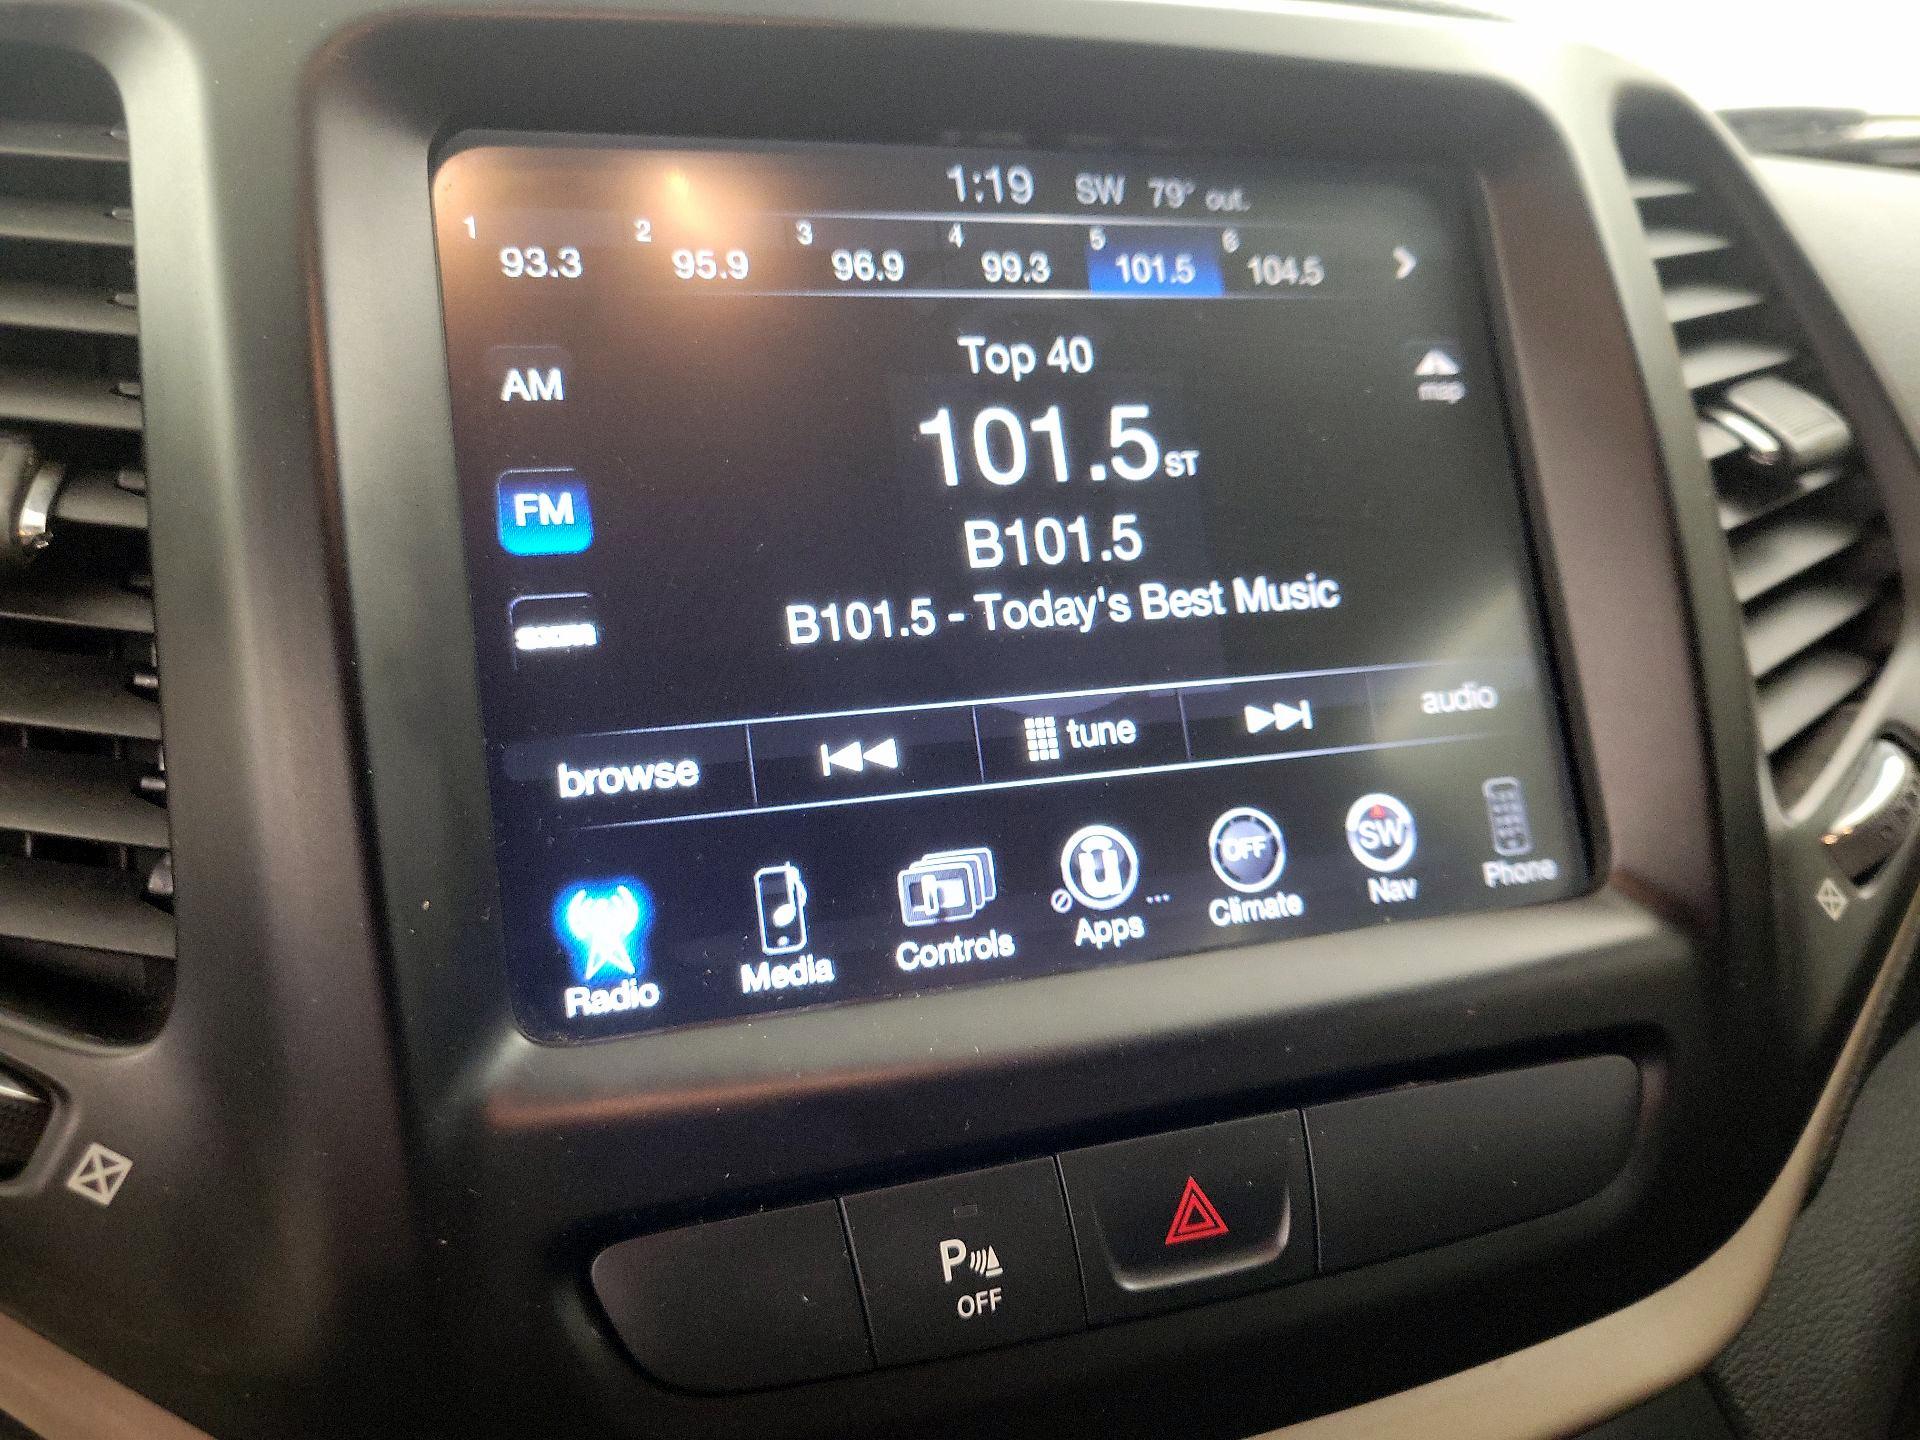 1:19 SW 79° out.
1 93.3 2 95.9 3 96.9 4 99.3 5 101.5 6 104.5
Top 40
map
AM
101.5 ST
FM
B101.5
B101.5 - Today's Best Music
browse tune audio
OFF SW
Radio Media Controls Apps ... Climate Nav Phone
P
OFF